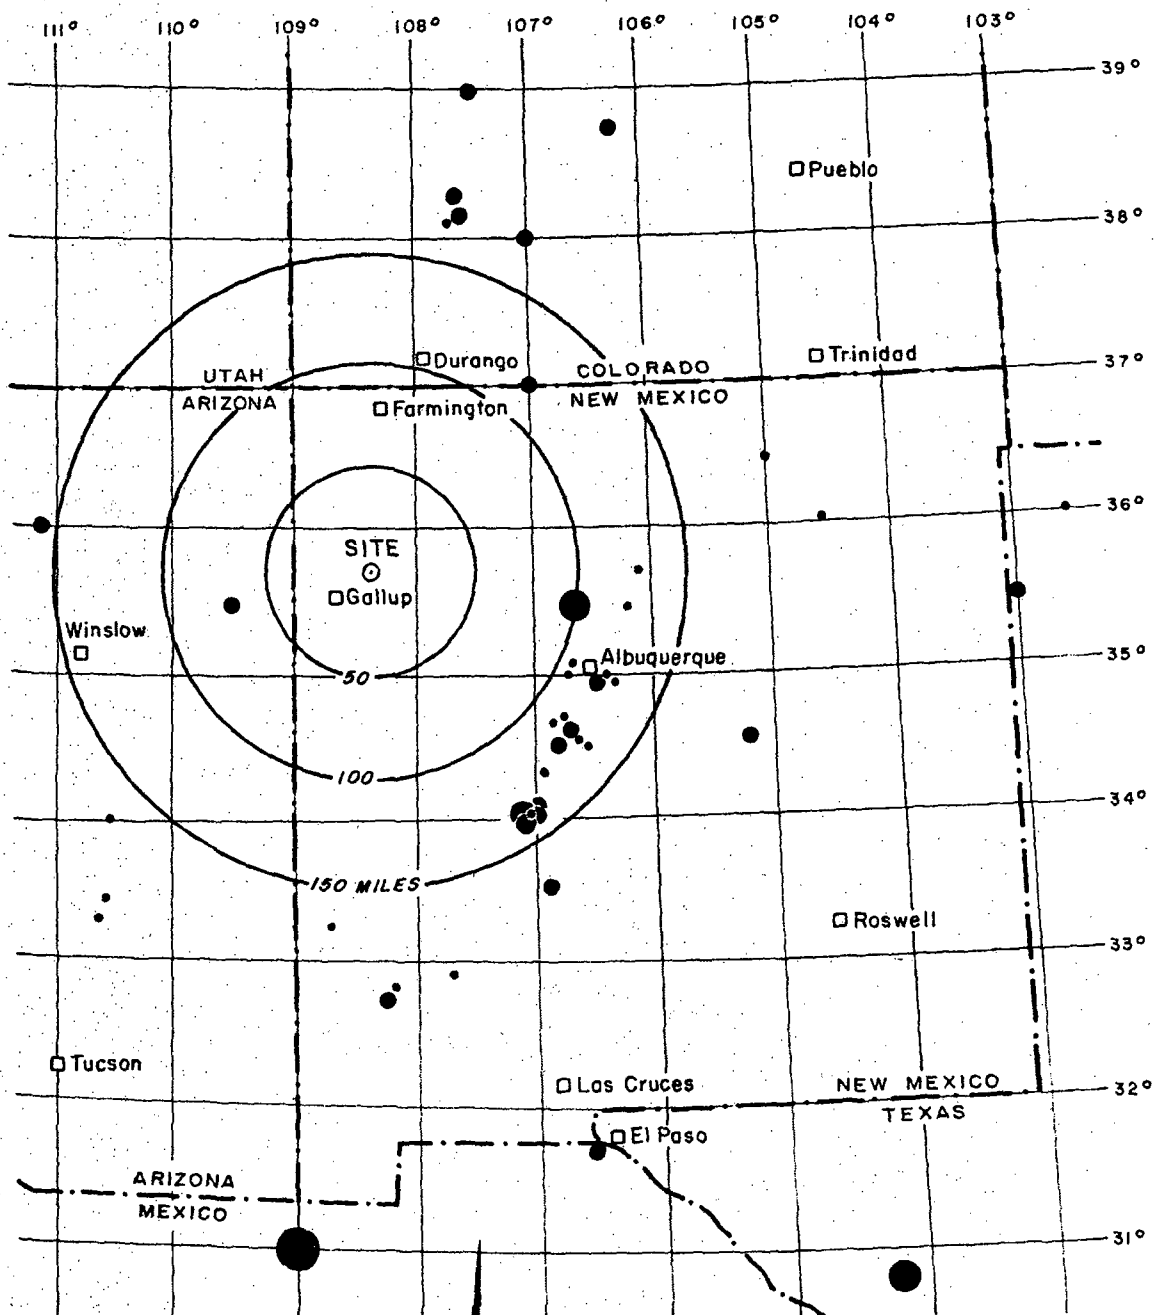 111° 110° 109° 108° 107° 106° 105° 104° 103°
39°
Pueblo
38°
Durango
Trinidad
37°
UTAH
COLORADO
ARIZONA
NEW MEXICO
Farmington
36°
SITE
Gallup
Winslow
Albuquerque
35°
50
100
34°
150 MILES
Roswell
33°
Tucson
Las Cruces
NEW MEXICO
32°
TEXAS
El Paso
ARIZONA
MEXICO
31°